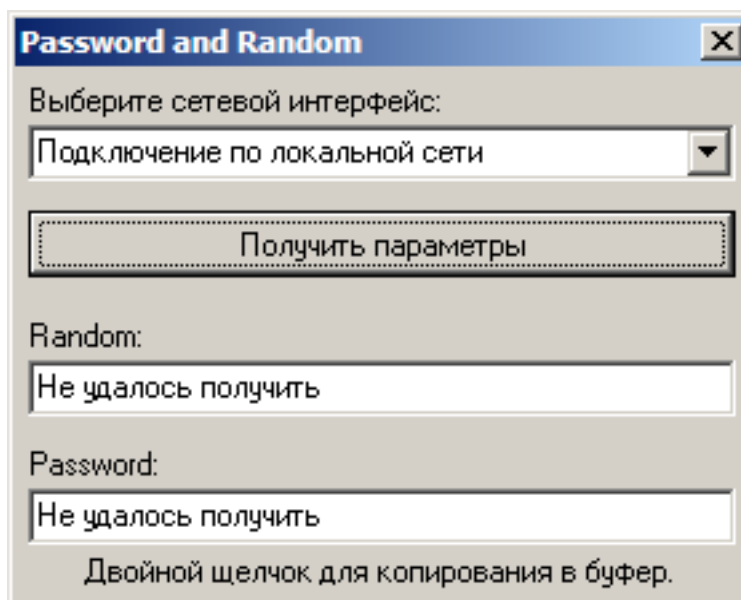 Password and Random
Выберите сетевой интерфейс:
Подключение по локальной сети
Получить параметры
Random:
Не удалось получить
Password:
Не удалось получить
Двойной щелчок для копирования в буфер.